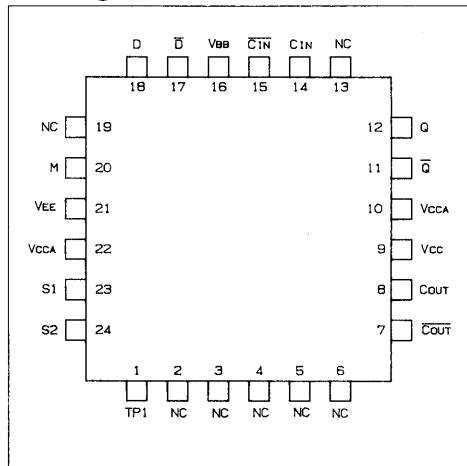 D D̅ VBB C̅I̅N̅ CIN NC
18 17 16 15 14 13
NC 19 12 Q
M 20 11 Q̅
VEE 21 10 VCCA
VCCA 22 9 VCC
S1 23 8 COUT
S2 24 7 C̅O̅U̅T̅
1 2 3 4 5 6
TP1 NC NC NC NC NC